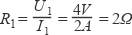 R₁ = U₁/I₁ = 4V/2A = 2Ω